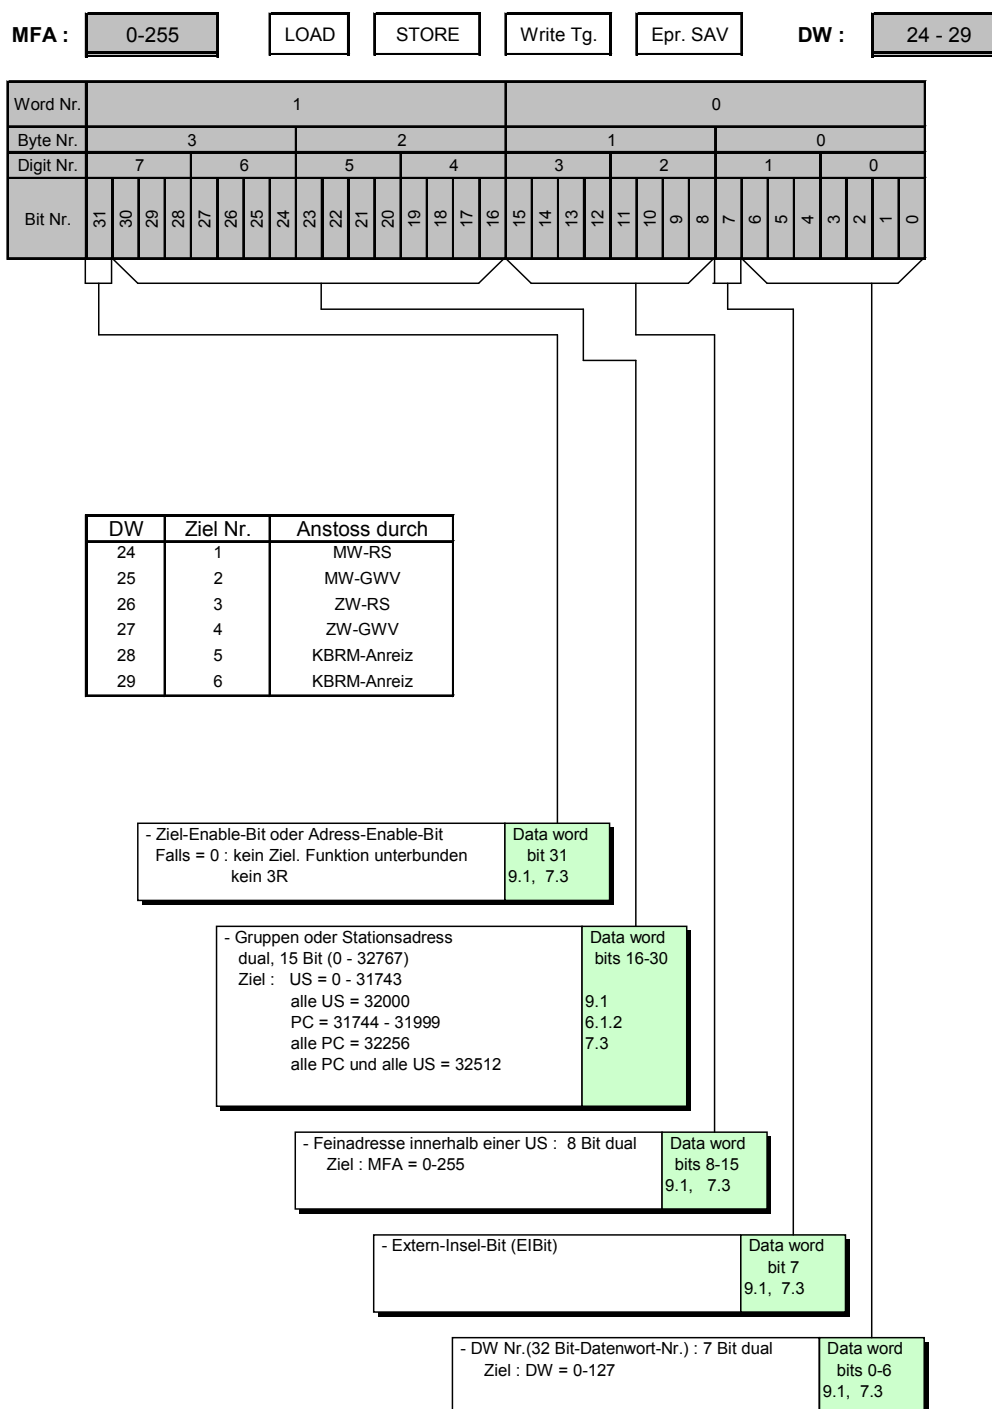 MFA : 0-255 LOAD STORE Write Tg. Epr. SAV DW : 24 - 29
Word Nr. 1 0
Byte Nr. 3 2 1 0
Digit Nr. 7 6 5 4 3 2 1 0
Bit Nr. 31 30 29 28 27 26 25 24 23 22 21 20 19 18 17 16 15 14 13 12 11 10 9 8 7 6 5 4 3 2 1 0
DW Ziel Nr. Anstoss durch
24 1 MW-RS
25 2 MW-GWV
26 3 ZW-RS
27 4 ZW-GWV
28 5 KBRM-Anreiz
29 6 KBRM-Anreiz
- Ziel-Enable-Bit oder Adress-Enable-Bit
Falls = 0 : kein Ziel. Funktion unterbunden
kein 3R
Data word
bit 31
9.1, 7.3
- Gruppen oder Stationsadress
dual, 15 Bit (0 - 32767)
Ziel : US = 0 - 31743
alle US = 32000
PC = 31744 - 31999
alle PC = 32256
alle PC und alle US = 32512
Data word
bits 16-30
9.1
6.1.2
7.3
- Feinadresse innerhalb einer US : 8 Bit dual
Ziel : MFA = 0-255
Data word
bits 8-15
9.1, 7.3
- Extern-Insel-Bit (EIBit)
Data word
bit 7
9.1, 7.3
- DW Nr.(32 Bit-Datenwort-Nr.) : 7 Bit dual
Ziel : DW = 0-127
Data word
bits 0-6
9.1, 7.3